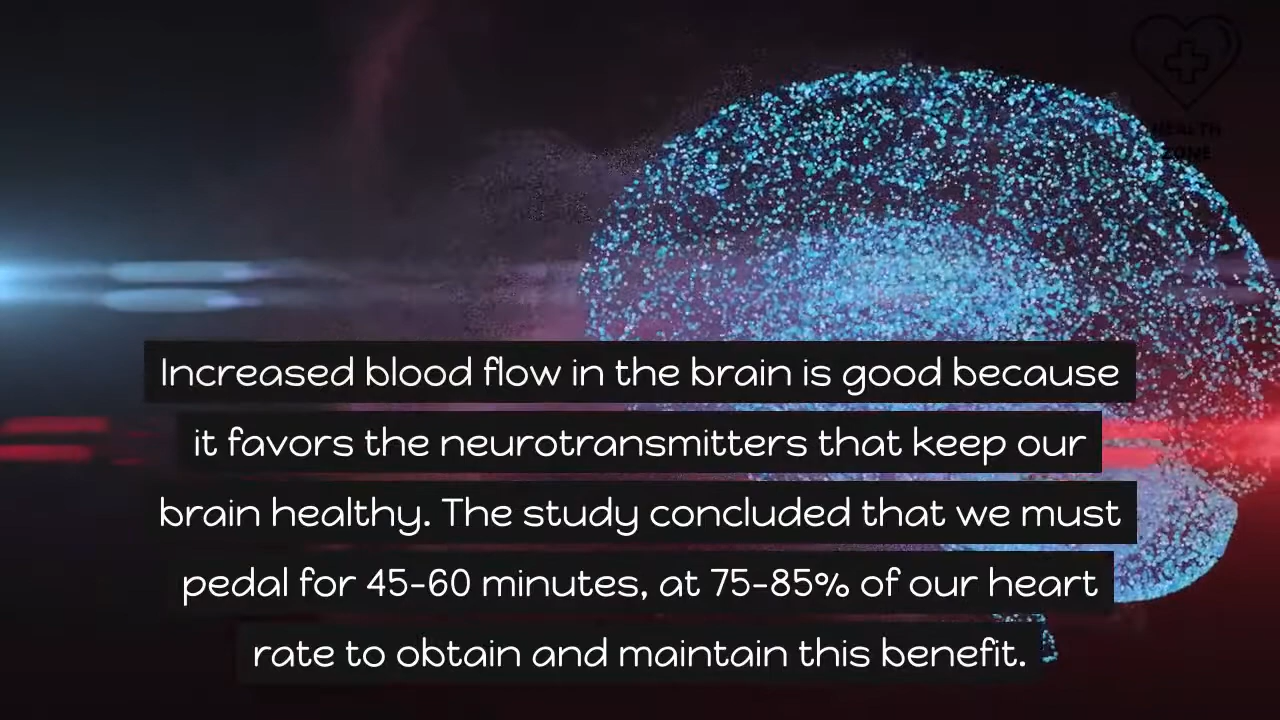 HEALTH
ZONE
Increased blood flow in the brain is good because
it favors the neurotransmitters that keep our
brain healthy. The study concluded that we must
pedal for 45-60 minutes, at 75-85% of our heart
rate to obtain and maintain this benefit.